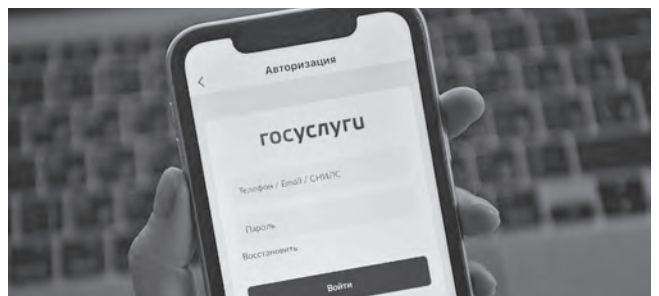 Авторизация
госуслуги
Телефон / Email / СНИЛС
Пароль
Восстановить
Войти